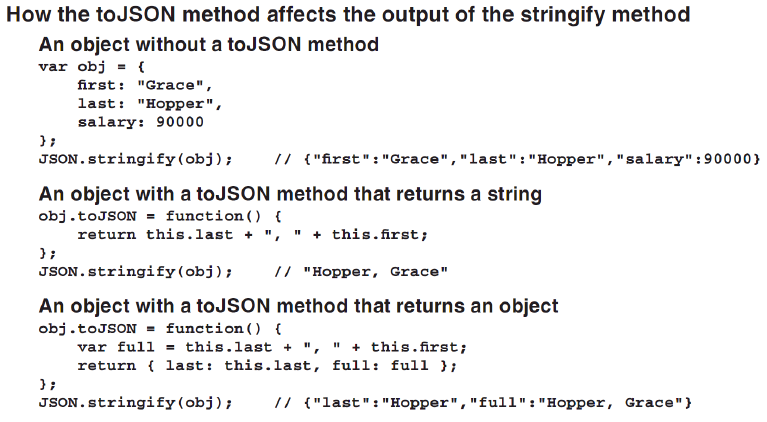 How the toJSON method affects the output of the stringify method
An object without a toJSON method
var obj = {
first: "Grace",
last: "Hopper",
salary: 90000
};
JSON.stringify(obj); // {"first":"Grace","last":"Hopper","salary":90000}
An object with a toJSON method that returns a string
obj.toJSON = function() {
return this.last + ", " + this.first;
};
JSON.stringify(obj); // "Hopper, Grace"
An object with a toJSON method that returns an object
obj.toJSON = function() {
var full = this.last + ", " + this.first;
return { last: this.last, full: full };
};
JSON.stringify(obj); // {"last":"Hopper","full":"Hopper, Grace"}